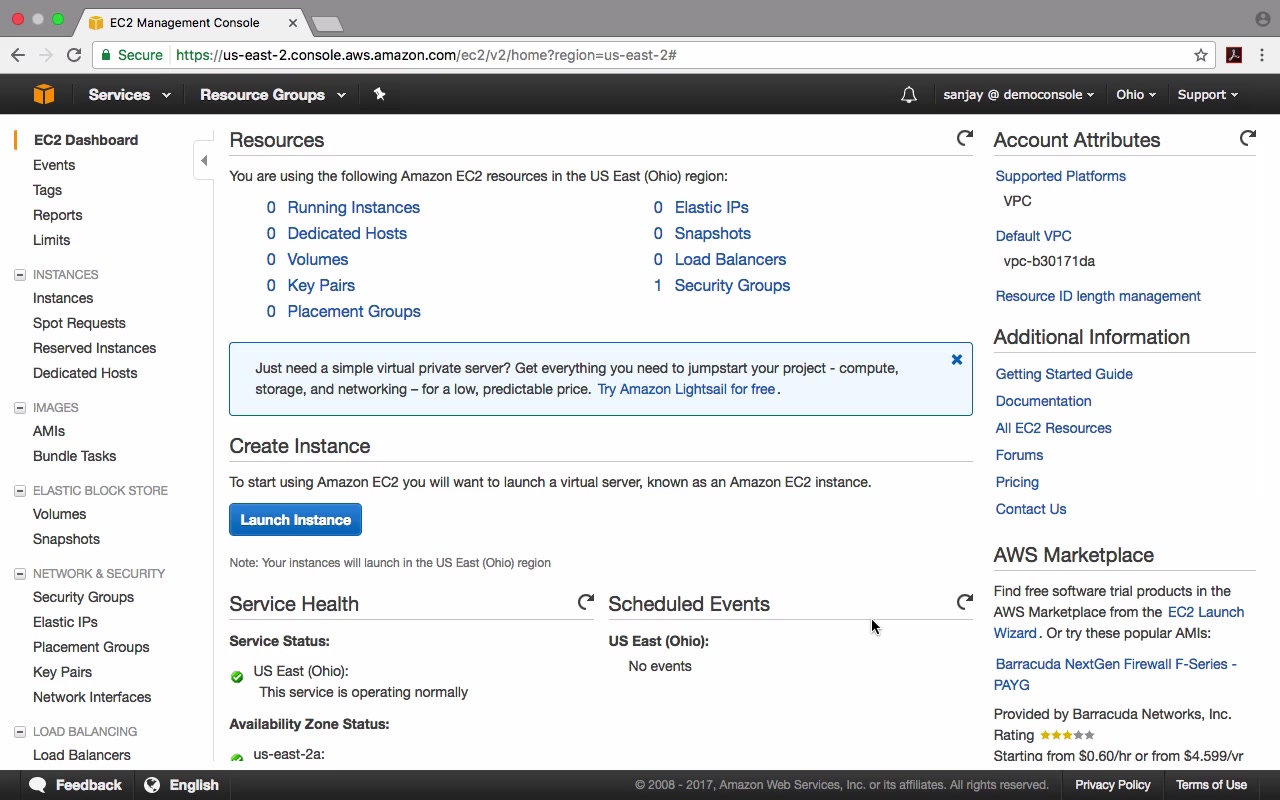 EC2 Management Console
Secure
https://us-east-2.console.aws.amazon.com/ec2/v2/home?region=us-east-2#
Services
Resource Groups
sanjay @ democonsole
Ohio
Support
EC2 Dashboard
Events
Tags
Reports
Limits
INSTANCES
Instances
Spot Requests
Reserved Instances
Dedicated Hosts
IMAGES
AMIs
Bundle Tasks
ELASTIC BLOCK STORE
Volumes
Snapshots
NETWORK & SECURITY
Security Groups
Elastic IPs
Placement Groups
Key Pairs
Network Interfaces
LOAD BALANCING
Load Balancers
Resources
You are using the following Amazon EC2 resources in the US East (Ohio) region:
0 Running Instances
0 Dedicated Hosts
0 Volumes
0 Key Pairs
0 Placement Groups
0 Elastic IPs
0 Snapshots
0 Load Balancers
1 Security Groups
Just need a simple virtual private server? Get everything you need to jumpstart your project - compute,
storage, and networking – for a low, predictable price. Try Amazon Lightsail for free.
Create Instance
To start using Amazon EC2 you will want to launch a virtual server, known as an Amazon EC2 instance.
Launch Instance
Note: Your instances will launch in the US East (Ohio) region
Service Health
Service Status:
US East (Ohio):
This service is operating normally
Availability Zone Status:
us-east-2a:
Scheduled Events
US East (Ohio):
No events
Account Attributes
Supported Platforms
VPC
Default VPC
vpc-b30171da
Resource ID length management
Additional Information
Getting Started Guide
Documentation
All EC2 Resources
Forums
Pricing
Contact Us
AWS Marketplace
Find free software trial products in the
AWS Marketplace from the EC2 Launch
Wizard. Or try these popular AMIs:
Barracuda NextGen Firewall F-Series -
PAYG
Provided by Barracuda Networks, Inc.
Rating
Starting from $0.60/hr or from $4,599/yr
Feedback
English
© 2008 - 2017, Amazon Web Services, Inc. or its affiliates. All rights reserved.
Privacy Policy
Terms of Use